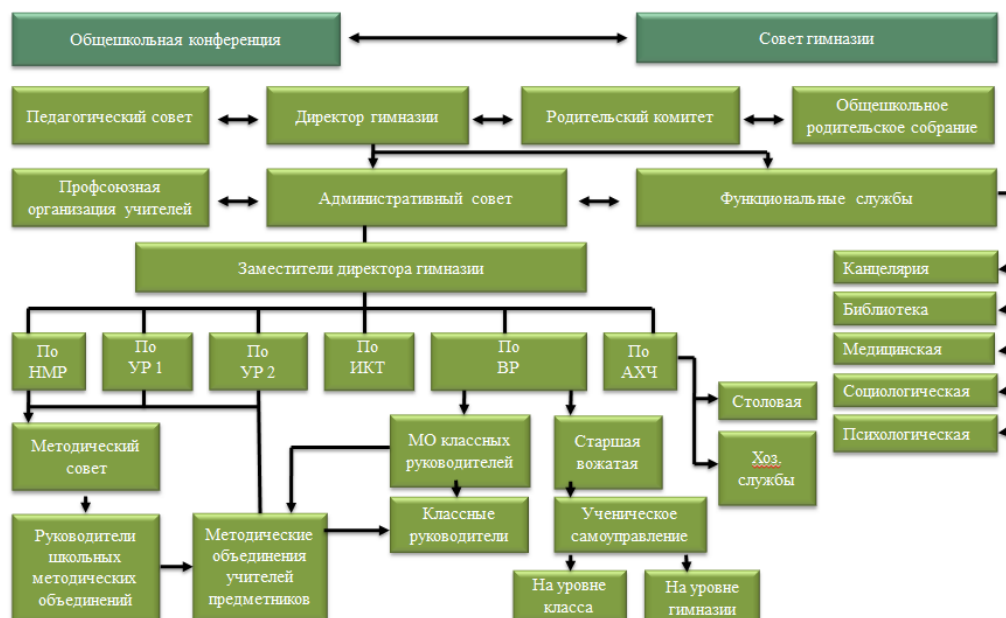 Общешкольная конференция
Совет гимназии
Педагогический совет
Директор гимназии
Родительский комитет
Общешкольное
родительское собрание
Профсоюзная
организация учителей
Административный совет
Функциональные службы
Заместители директора гимназии
Канцелярия
Библиотека
Медицинская
Социологическая
Психологическая
По
НМР
По
УР 1
По
УР 2
По
ИКТ
По
ВР
По
АХЧ
Столовая
Хоз.
службы
Методический
совет
МО классных
руководителей
Старшая
вожатая
Руководители
школьных
методических
объединений
Методические
объединения
учителей
предметников
Классные
руководители
Ученическое
самоуправление
На уровне
класса
На уровне
гимназии